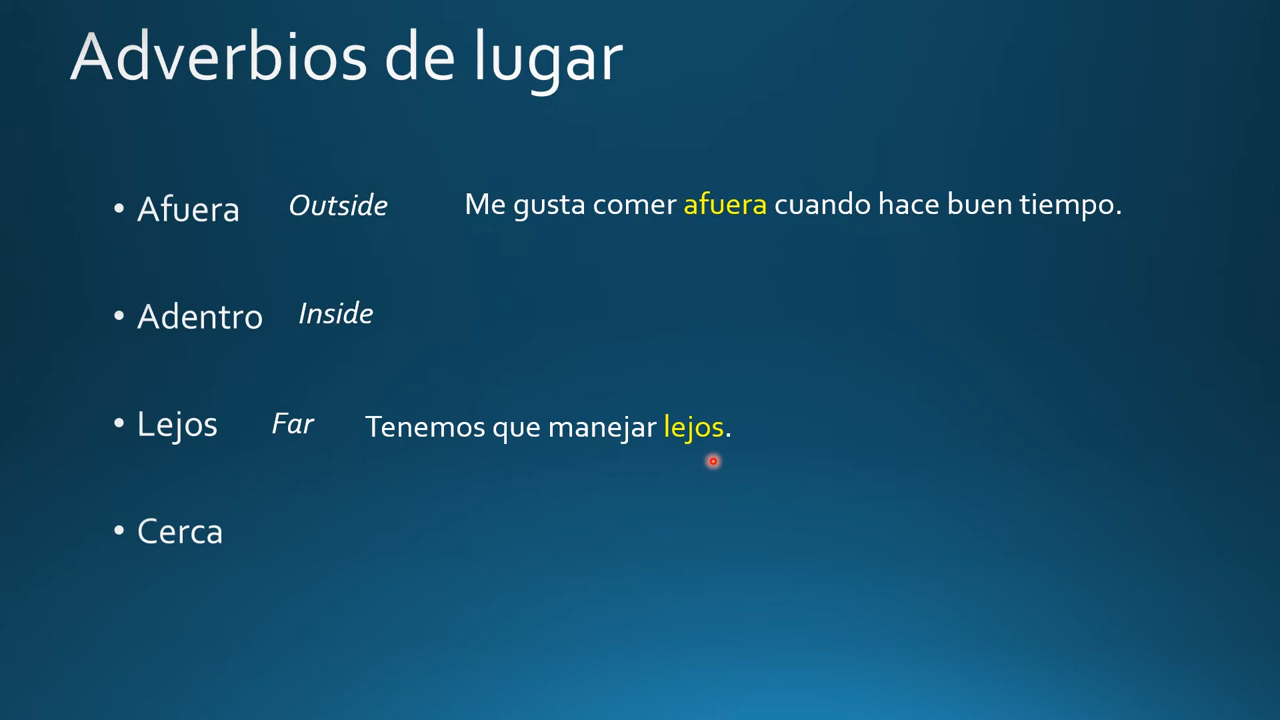 Adverbios de lugar
• Afuera Outside Me gusta comer afuera cuando hace buen tiempo.
• Adentro Inside
• Lejos Far Tenemos que manejar lejos.
• Cerca